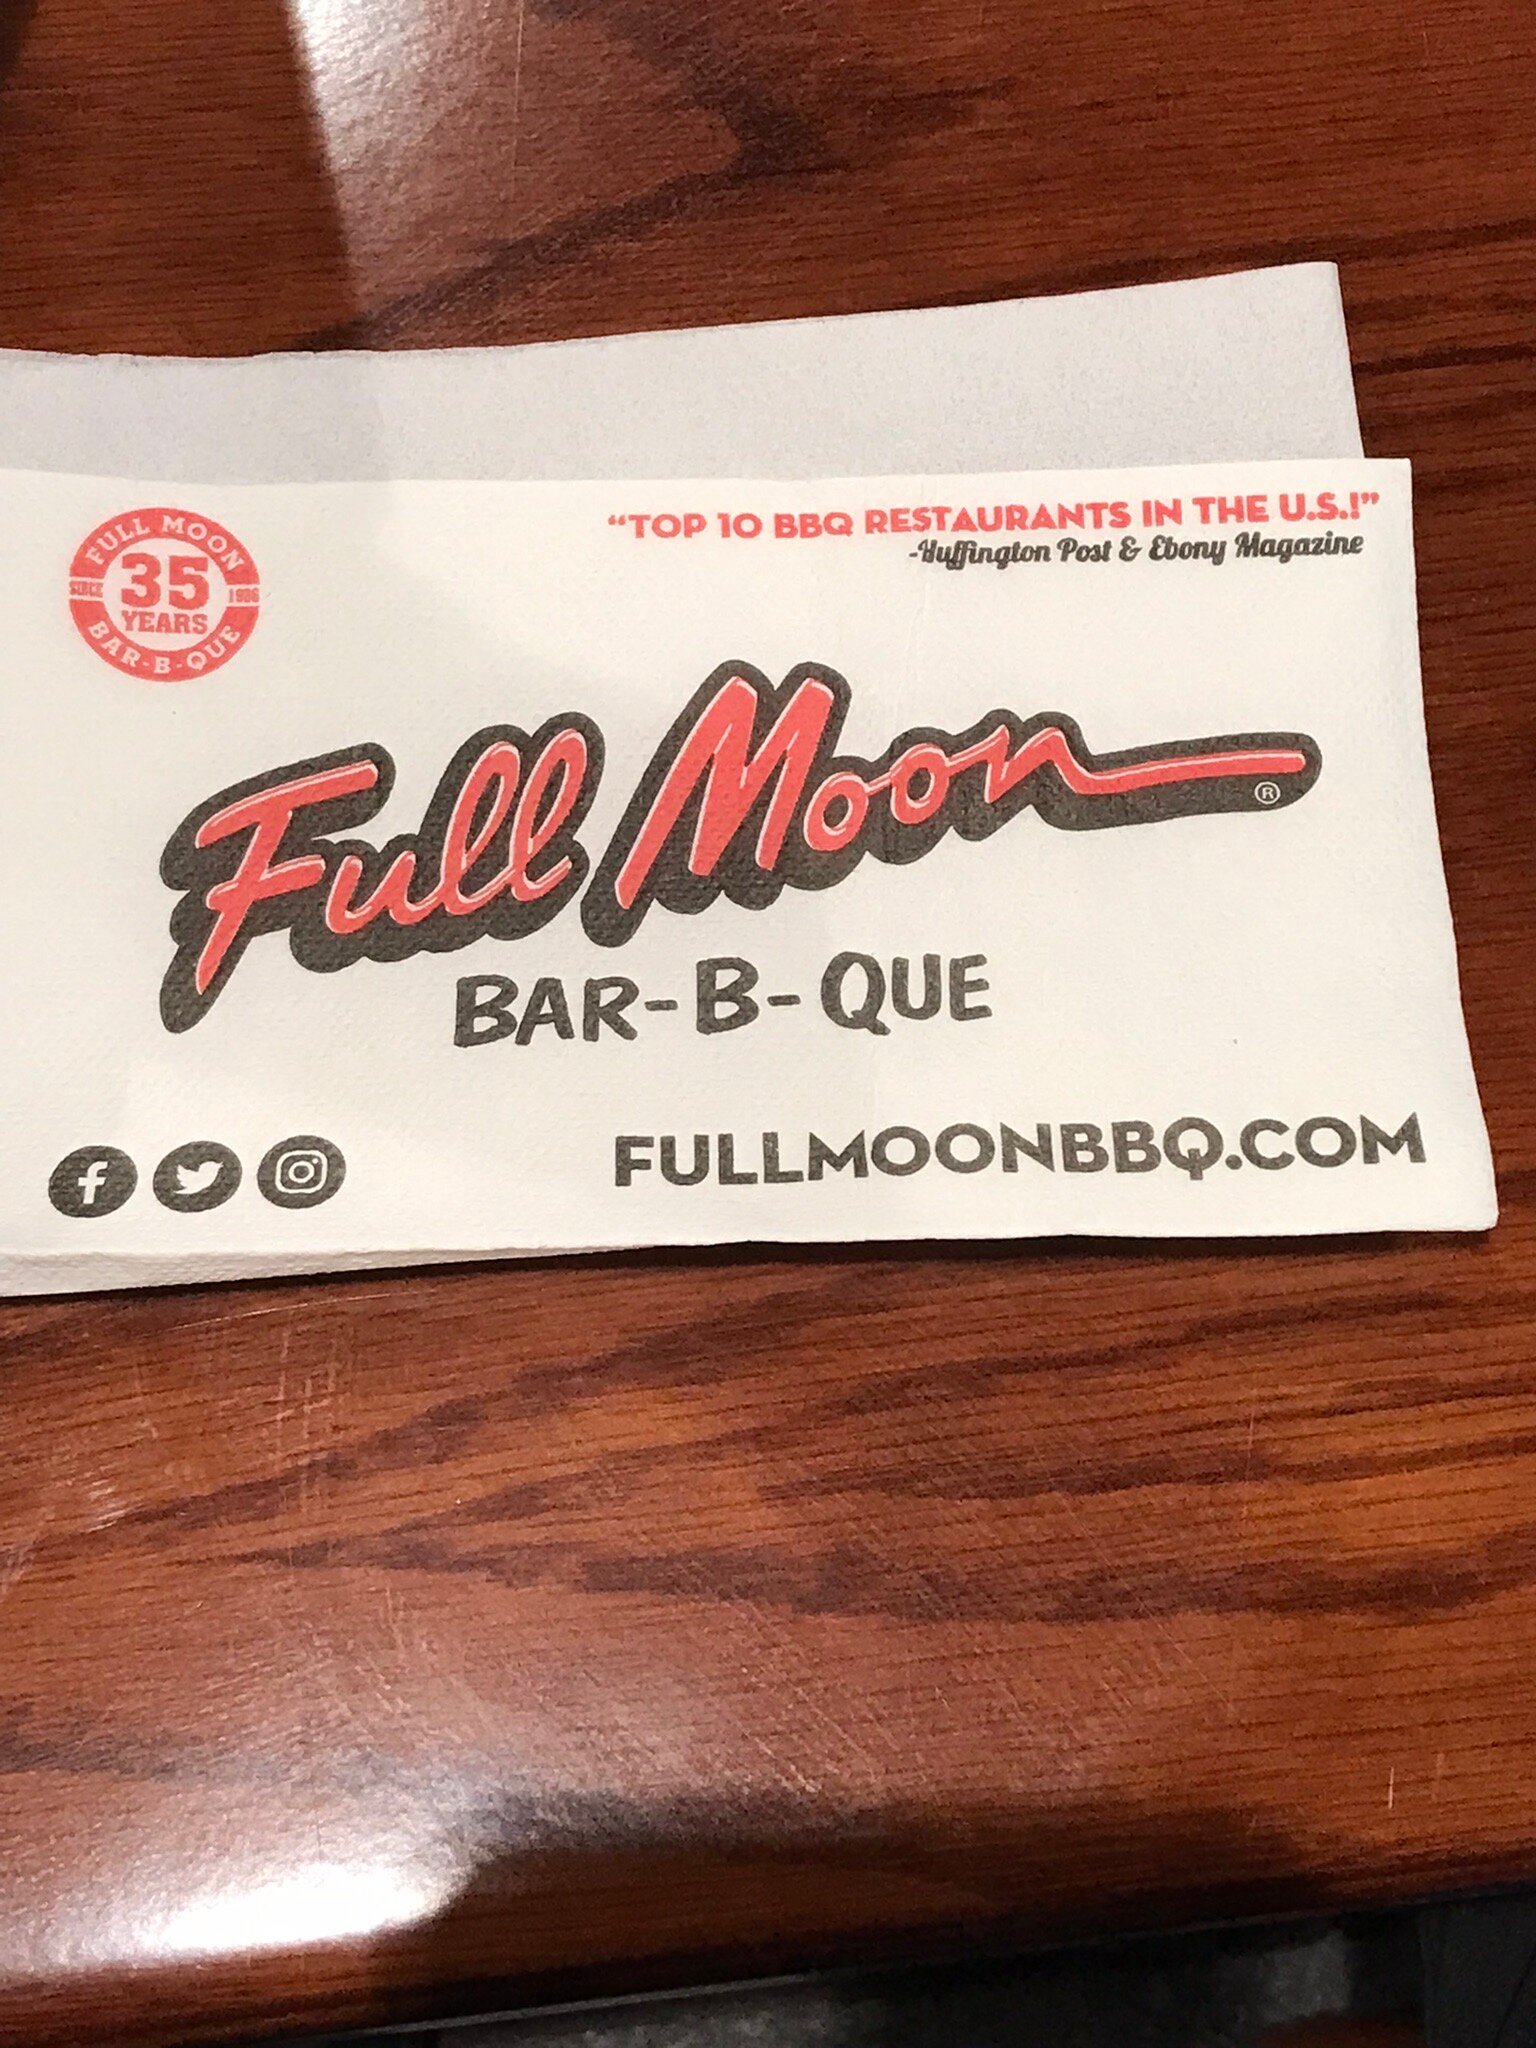 FULL MOON
SINCE 35 1986
YEARS
BAR-B-QUE
“TOP 10 BBQ RESTAURANTS IN THE U.S.!”
-Huffington Post & Ebony Magazine
Full Moon ®
BAR-B-QUE
FULLMOONBBQ.COM